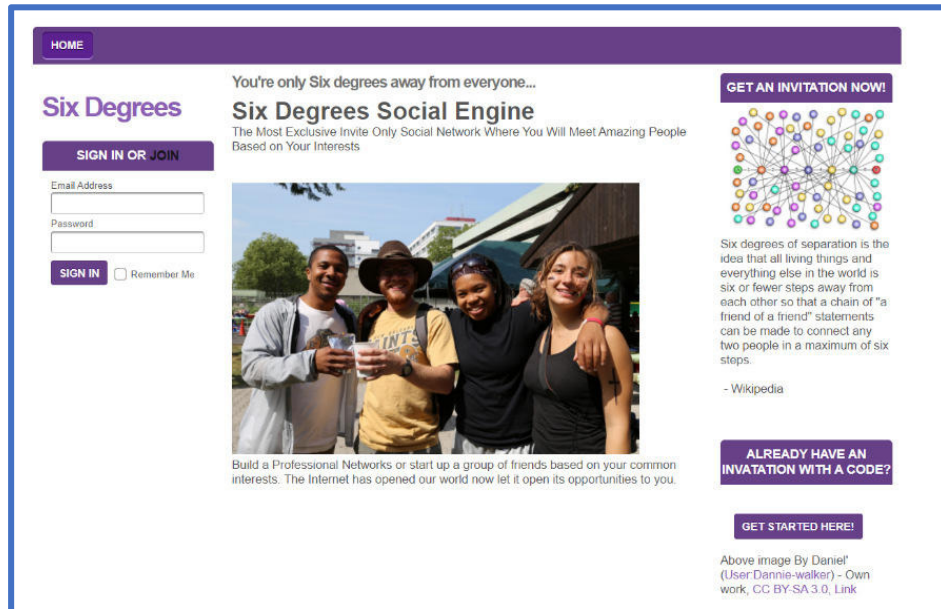 HOME
Six Degrees
SIGN IN OR JOIN
Email Address
Password
SIGN IN
Remember Me
You're only Six degrees away from everyone...
Six Degrees Social Engine
The Most Exclusive Invite Only Social Network Where You Will Meet Amazing People
Based on Your Interests
AINTS
Build a Professional Networks or start up a group of friends based on your common
interests. The Internet has opened our world now let it open its opportunities to you.
GET AN INVITATION NOW!
Six degrees of separation is the
idea that all living things and
everything else in the world is
six or fewer steps away from
each other so that a chain of "a
friend of a friend" statements
can be made to connect any
two people in a maximum of six
steps.
- Wikipedia
ALREADY HAVE AN
INVATATION WITH A CODE?
GET STARTED HERE!
Above image By Daniel'
(User:Dannie-walker) - Own
work, CC BY-SA 3.0, Link